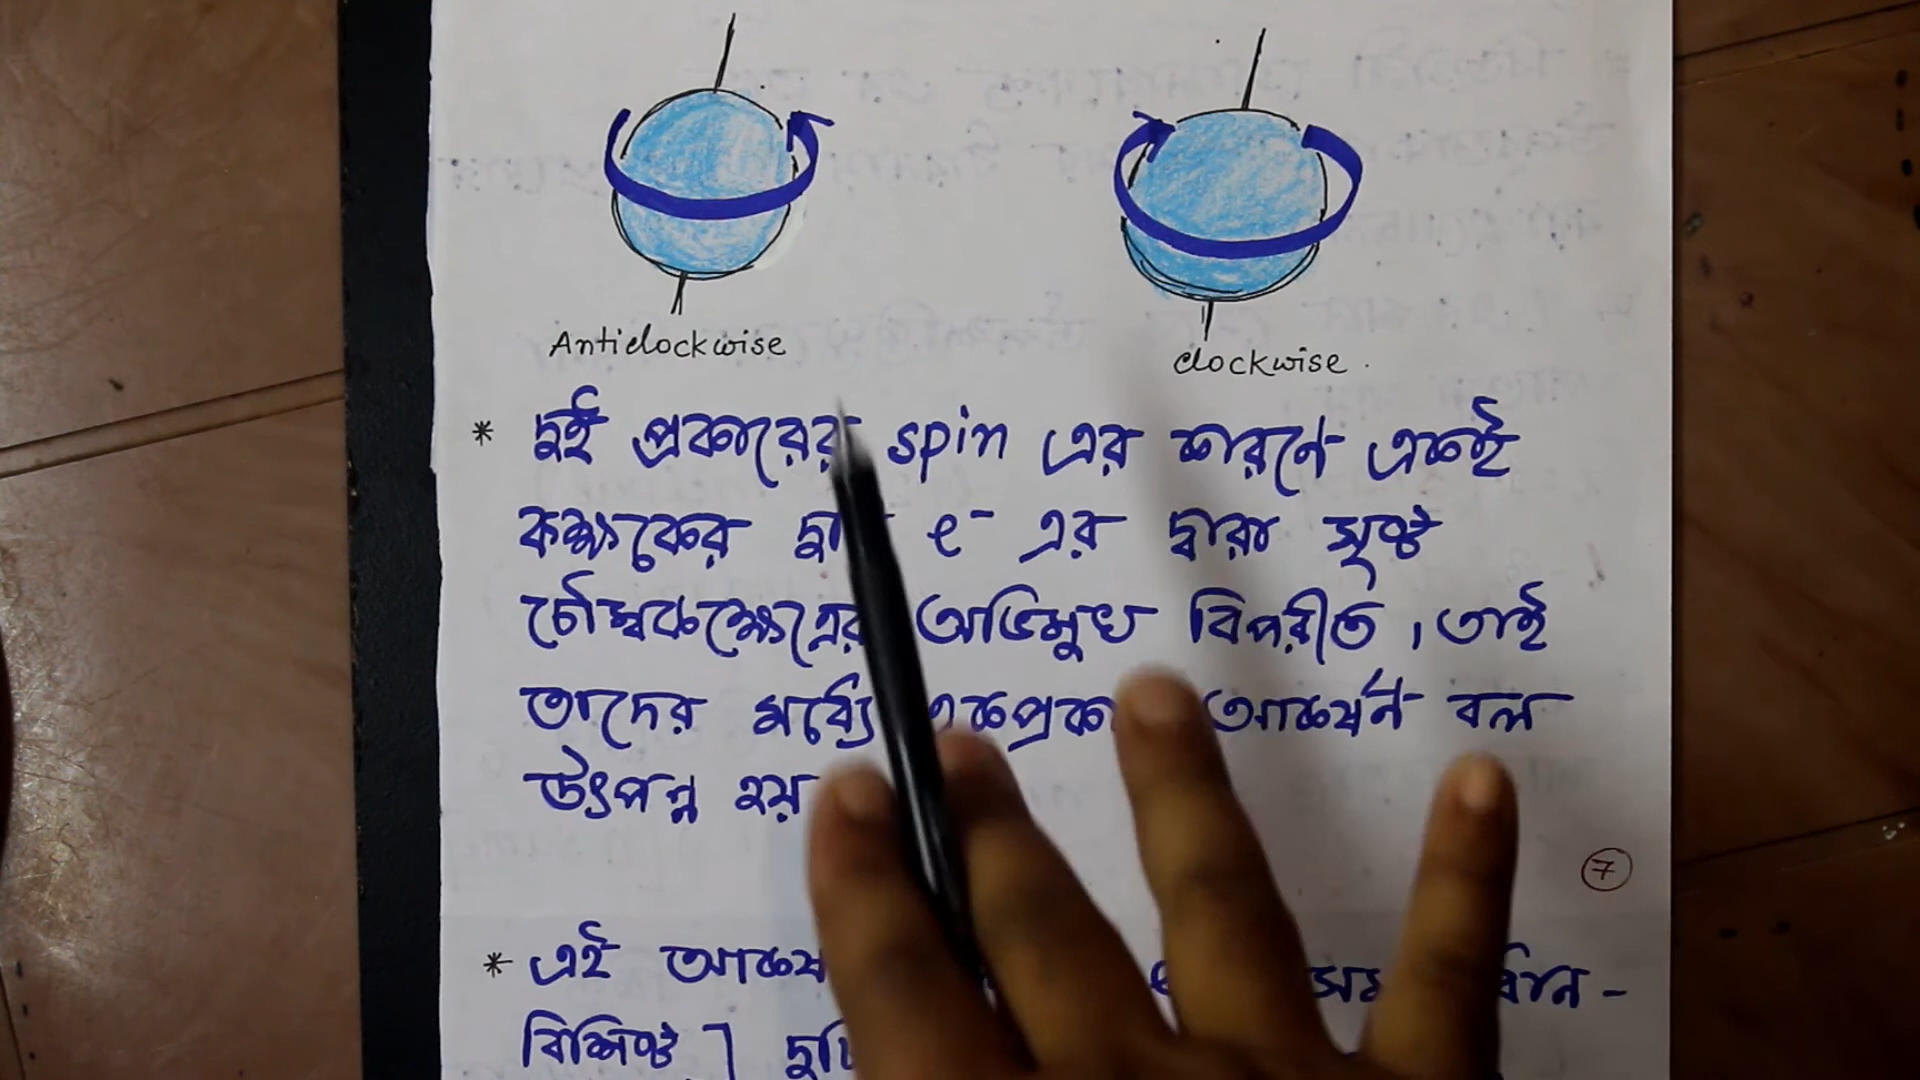 Anticlockwise
clockwise.
* দুই প্রকারের spin এর কারণে একই
কক্ষকের e⁻ এর দ্বারা সৃষ্ট
চৌম্বকক্ষেত্রের অভিমুখ বিপরীত, তাই
তাদের মধ্যে আকর্ষন বল
উৎপন্ন হয়
7
* এই
বিশিষ্ট ]